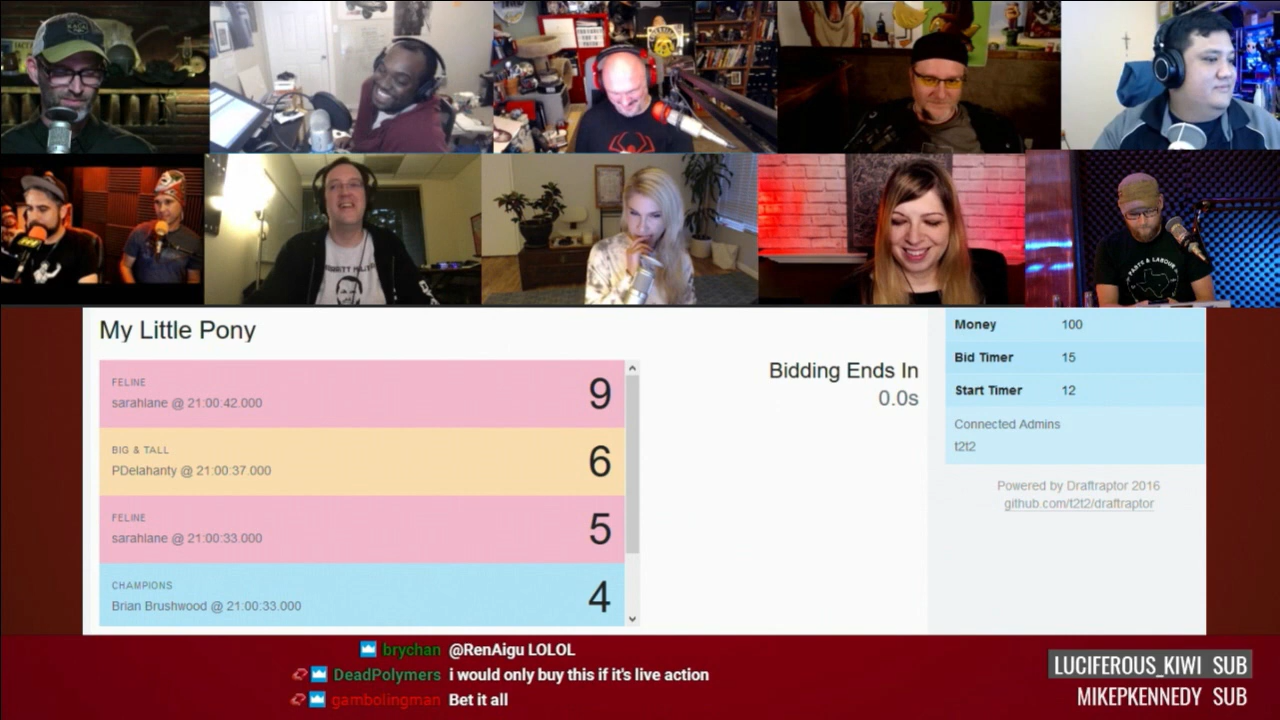 My Little Pony
FELINE
sarahlane @ 21:00:42.000
9
BIG & TALL
PDelahanty @ 21:00:37.000
6
FELINE
sarahlane @ 21:00:33.000
5
CHAMPIONS
Brian Brushwood @ 21:00:33.000
4
Bidding Ends In
0.0s
Money 100
Bid Timer 15
Start Timer 12
Connected Admins
t2t2
Powered by Draftraptor 2016
github.com/t2t2/draftraptor
brychan @RenAigu LOLOL
DeadPolymers i would only buy this if it's live action
gambolingman Bet it all
LUCIFEROUS_KIWI SUB
MIKEPKENNEDY SUB
PARTS & LABOUR